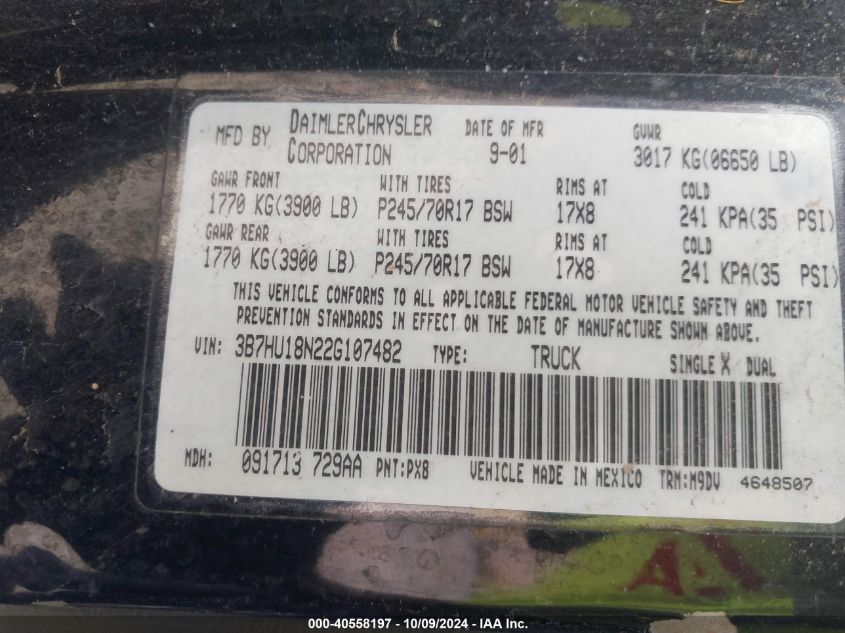 MFD BY DAIMLERCHRYSLER CORPORATION DATE OF MFR 9-01 GVWR 3017 KG(06650 LB)
GAWR FRONT WITH TIRES RIMS AT COLD
1770 KG(3900 LB) P245/70R17 BSW 17X8 241 KPA(35 PSI)
GAWR REAR WITH TIRES RIMS AT COLD
1770 KG(3900 LB) P245/70R17 BSW 17X8 241 KPA(35 PSI)
THIS VEHICLE CONFORMS TO ALL APPLICABLE FEDERAL MOTOR VEHICLE SAFETY AND THEFT
PREVENTION STANDARDS IN EFFECT ON THE DATE OF MANUFACTURE SHOWN ABOVE.
VIN: 3B7HU18N22G107482 TYPE: TRUCK SINGLE X DUAL
MDH: 091713 729AA PNT:PX8 VEHICLE MADE IN MEXICO TRM:M9DV 4648507
000-40558197 - 10/09/2024 - IAA Inc.